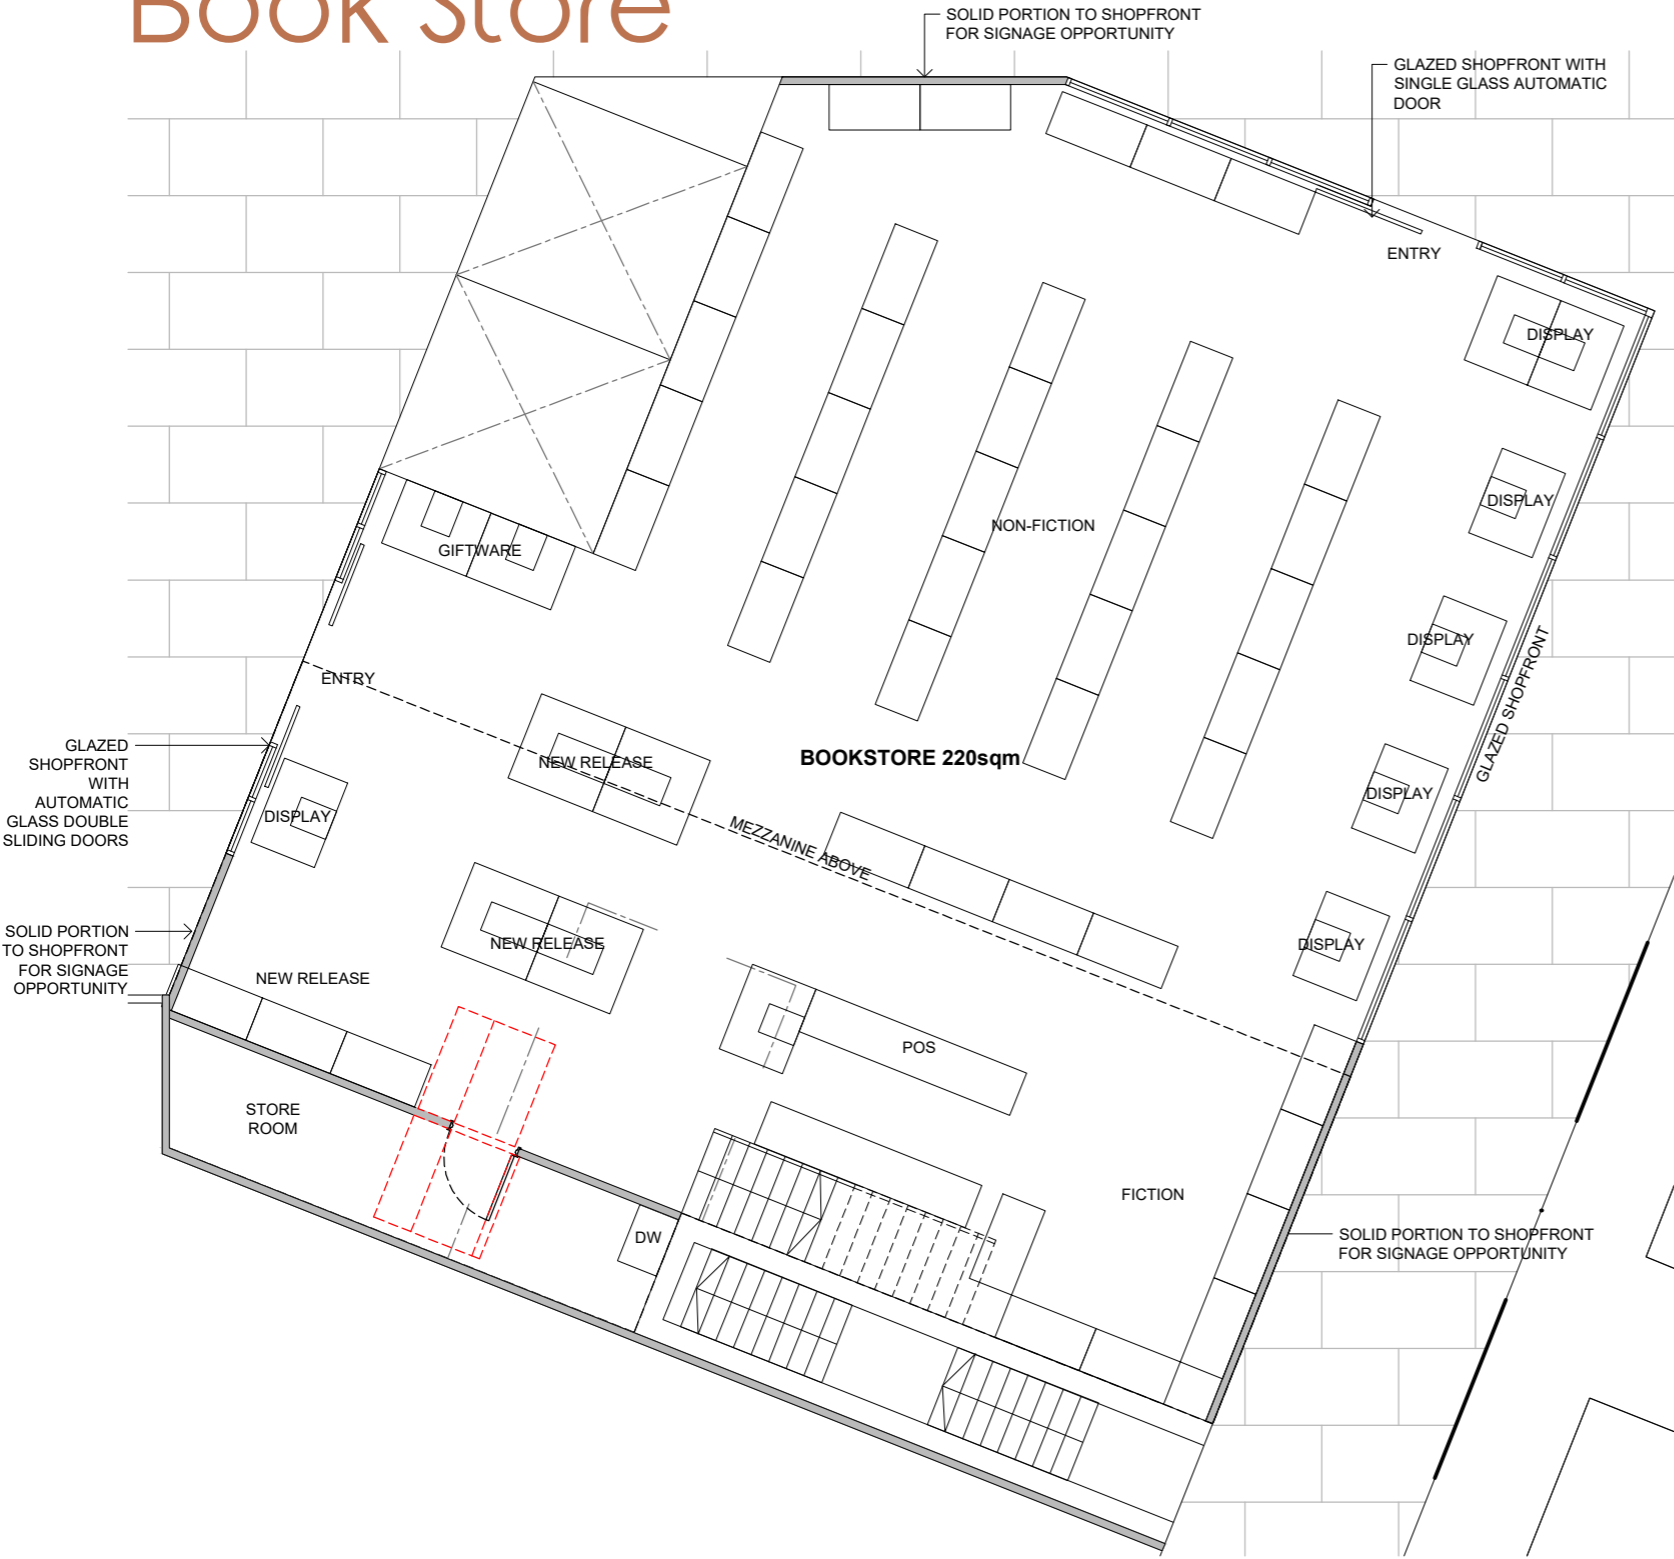 Book Store
SOLID PORTION TO SHOPFRONT
FOR SIGNAGE OPPORTUNITY
GLAZED SHOPFRONT WITH
SINGLE GLASS AUTOMATIC
DOOR
ENTRY
DISPLAY
DISPLAY
NON-FICTION
GIFTWARE
DISPLAY
GLAZED SHOPFRONT
ENTRY
GLAZED
SHOPFRONT
WITH
AUTOMATIC
GLASS DOUBLE
SLIDING DOORS
NEW RELEASE
BOOKSTORE 220sqm
DISPLAY
DISPLAY
MEZZANINE ABOVE
SOLID PORTION
TO SHOPFRONT
FOR SIGNAGE
OPPORTUNITY
NEW RELEASE
DISPLAY
NEW RELEASE
POS
STORE
ROOM
FICTION
DW
SOLID PORTION TO SHOPFRONT
FOR SIGNAGE OPPORTUNITY